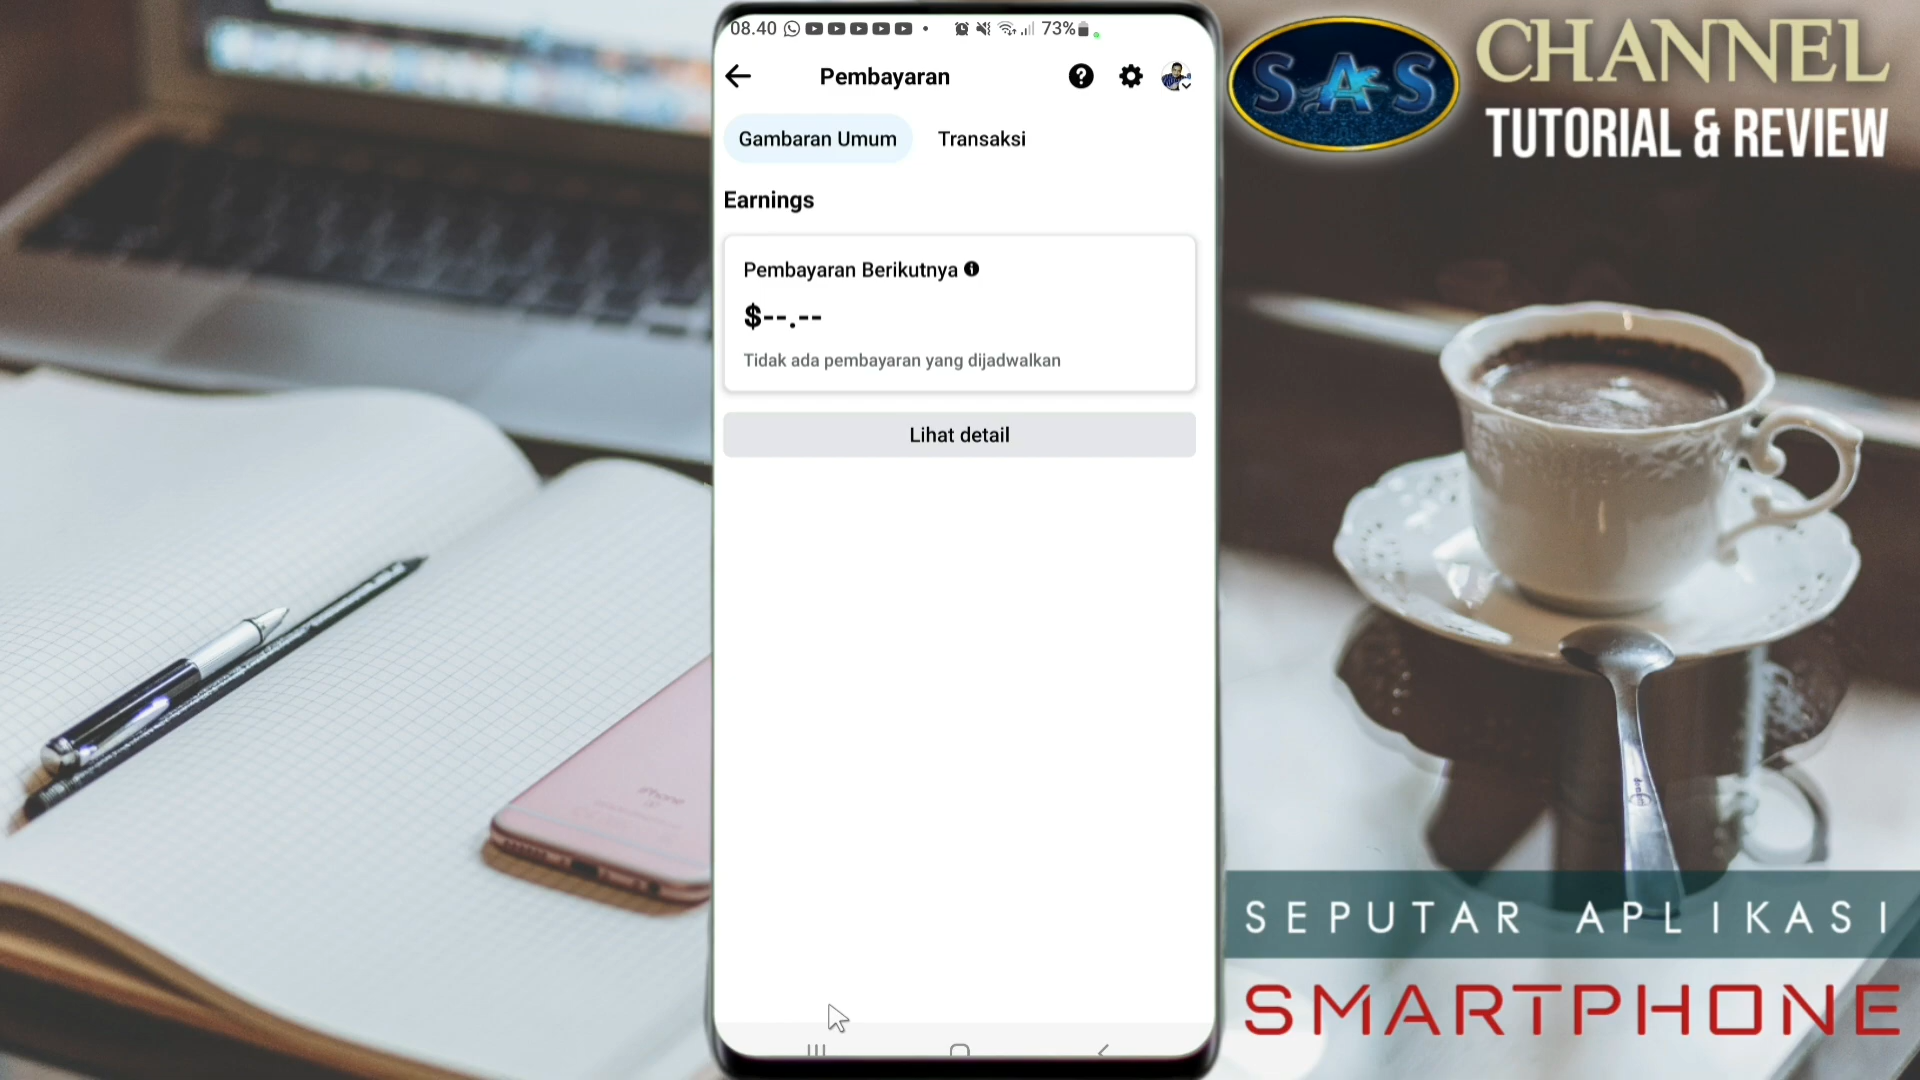 08.40
73%
Pembayaran
Gambaran Umum
Transaksi
Earnings
Pembayaran Berikutnya
$--.--
Tidak ada pembayaran yang dijadwalkan
Lihat detail
SAS
CHANNEL
TUTORIAL & REVIEW
iPhone
SEPUTAR APLIKASI
SMARTPHONE